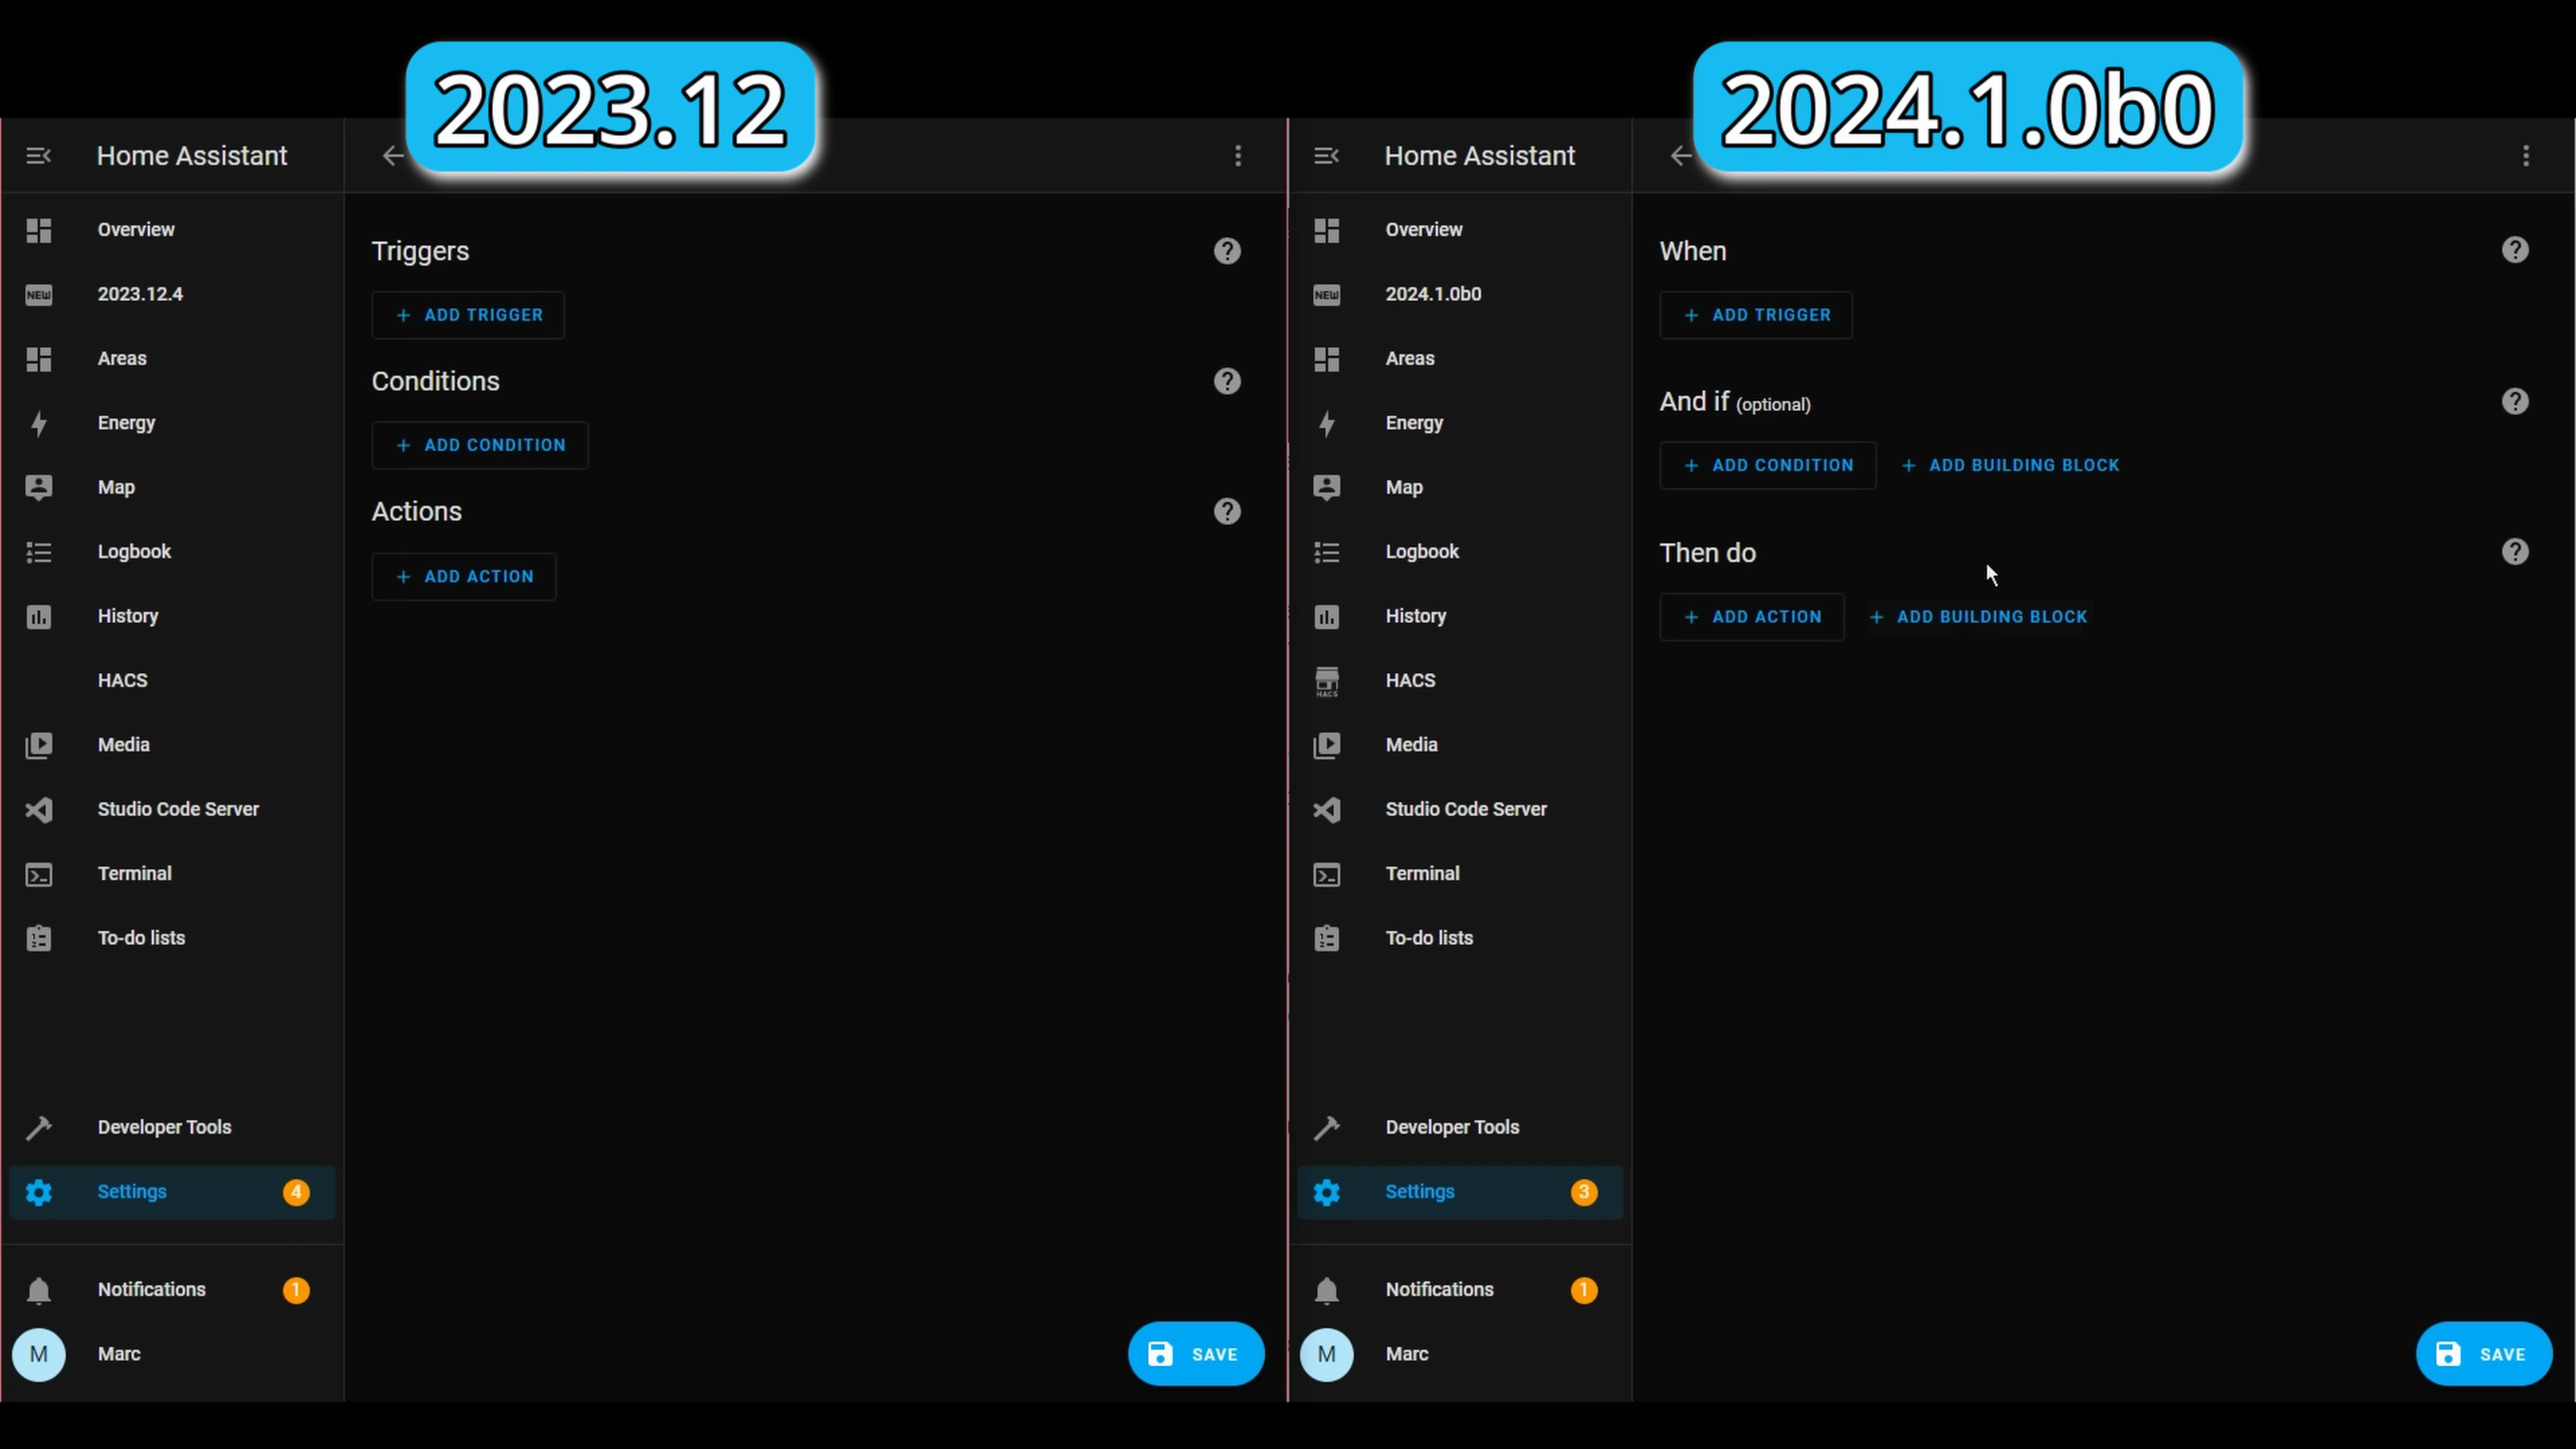 2023.12
Home Assistant
Overview
NEW
2023.12.4
Areas
Energy
Map
Logbook
History
HACS
Media
Studio Code Server
Terminal
To-do lists
Developer Tools
Settings
4
Notifications
1
M
Marc
Triggers
+ ADD TRIGGER
Conditions
+ ADD CONDITION
Actions
+ ADD ACTION
SAVE
2024.1.0b0
Home Assistant
Overview
NEW
2024.1.0b0
Areas
Energy
Map
Logbook
History
HACS
HACS
Media
Studio Code Server
Terminal
To-do lists
Developer Tools
Settings
3
Notifications
1
M
Marc
When
+ ADD TRIGGER
And if (optional)
+ ADD CONDITION + ADD BUILDING BLOCK
Then do
+ ADD ACTION + ADD BUILDING BLOCK
SAVE